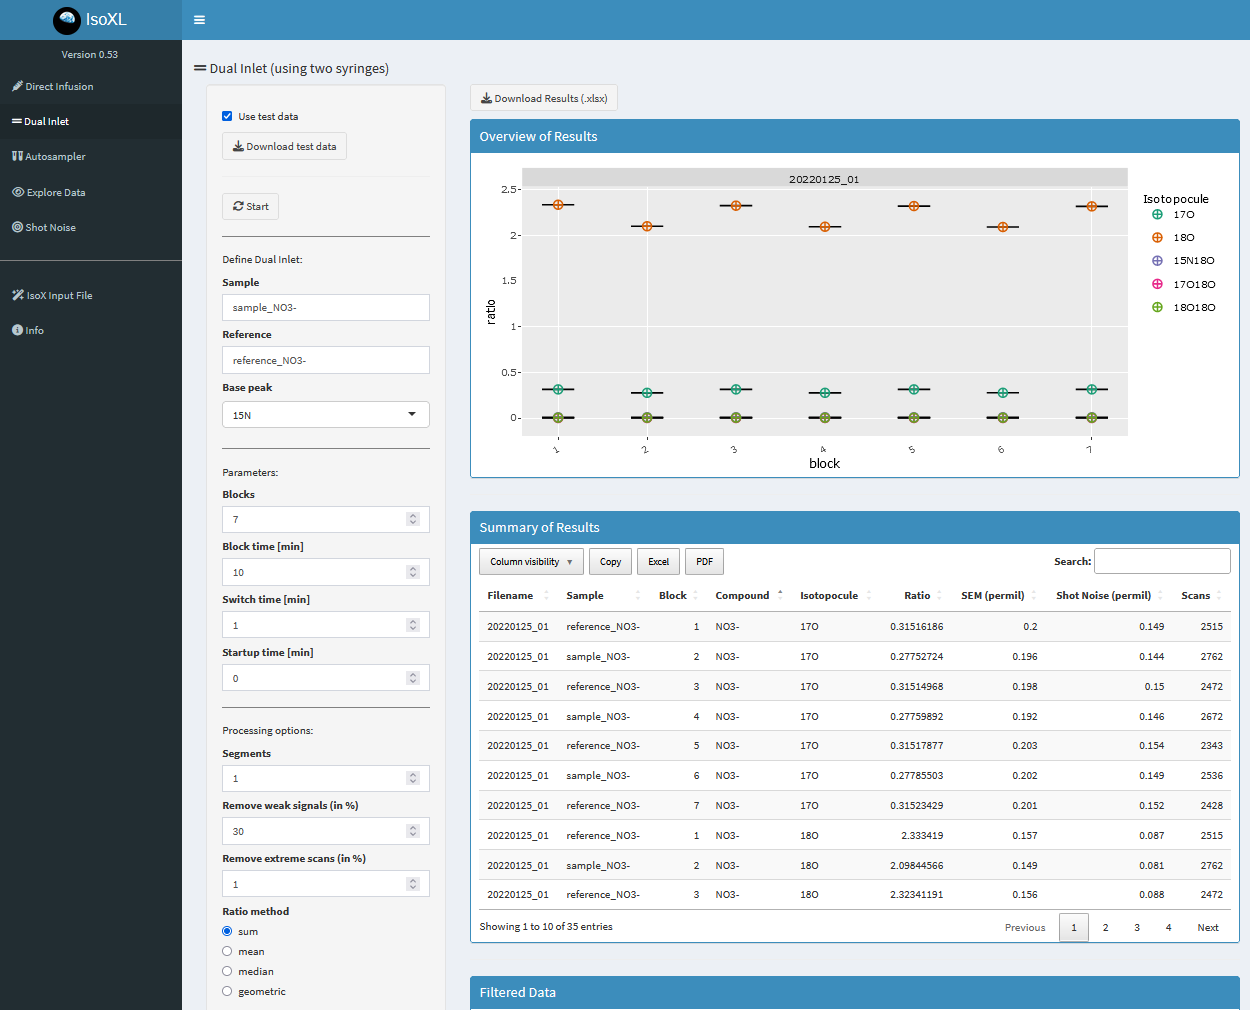 IsoXL
Version 0.53
Direct Infusion
Dual Inlet
Autosampler
Explore Data
Shot Noise
IsoX Input File
Info
Dual Inlet (using two syringes)
Use test data
Download test data
Start
Define Dual Inlet:
Sample
sample_NO3-
Reference
reference_NO3-
Base peak
15N
Parameters:
Blocks
7
Block time [min]
10
Switch time [min]
1
Startup time [min]
0
Processing options:
Segments
1
Remove weak signals (in %)
30
Remove extreme scans (in %)
1
Ratio method
sum
mean
median
geometric
Download Results (.xlsx)
Overview of Results
20220125_01
2.5
2
1.5
1
0.5
0
ratio
1 2 3 4 5 6 7
block
Isotopocule
17O
18O
15N18O
17O18O
18O18O
Summary of Results
Column visibility Copy Excel PDF Search:
Filename Sample Block Compound Isotopocule Ratio SEM (permil) Shot Noise (permil) Scans
20220125_01 reference_NO3- 1 NO3- 17O 0.31516186 0.2 0.149 2515
20220125_01 sample_NO3- 2 NO3- 17O 0.27752724 0.196 0.144 2762
20220125_01 reference_NO3- 3 NO3- 17O 0.31514968 0.198 0.15 2472
20220125_01 sample_NO3- 4 NO3- 17O 0.27759892 0.192 0.146 2672
20220125_01 reference_NO3- 5 NO3- 17O 0.31517877 0.203 0.154 2343
20220125_01 sample_NO3- 6 NO3- 17O 0.27785503 0.202 0.149 2536
20220125_01 reference_NO3- 7 NO3- 17O 0.31523429 0.201 0.152 2428
20220125_01 reference_NO3- 1 NO3- 18O 2.333419 0.157 0.087 2515
20220125_01 sample_NO3- 2 NO3- 18O 2.09844566 0.149 0.081 2762
20220125_01 reference_NO3- 3 NO3- 18O 2.32341191 0.156 0.088 2472
Showing 1 to 10 of 35 entries
Previous 1 2 3 4 Next
Filtered Data